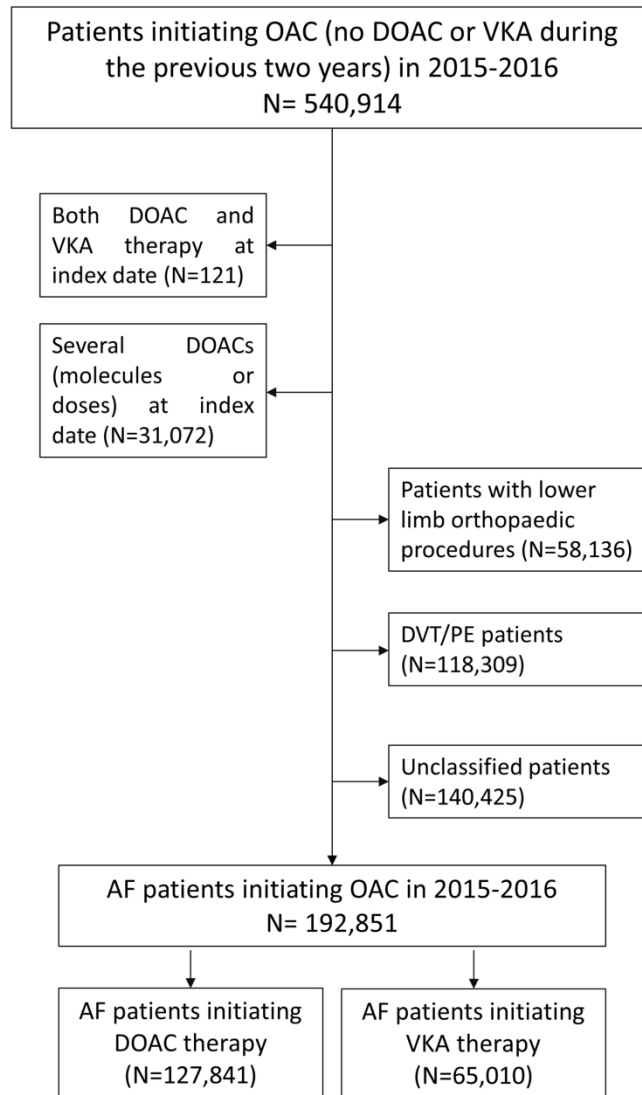 Patients initiating OAC (no DOAC or VKA during
the previous two years) in 2015-2016
N= 540,914
Both DOAC and
VKA therapy at
index date (N=121)
Several DOACs
(molecules or
doses) at index
date (N=31,072)
Patients with lower
limb orthopaedic
procedures (N=58,136)
DVT/PE patients
(N=118,309)
Unclassified patients
(N=140,425)
AF patients initiating OAC in 2015-2016
N= 192,851
AF patients initiating
DOAC therapy
(N=127,841)
AF patients initiating
VKA therapy
(N=65,010)